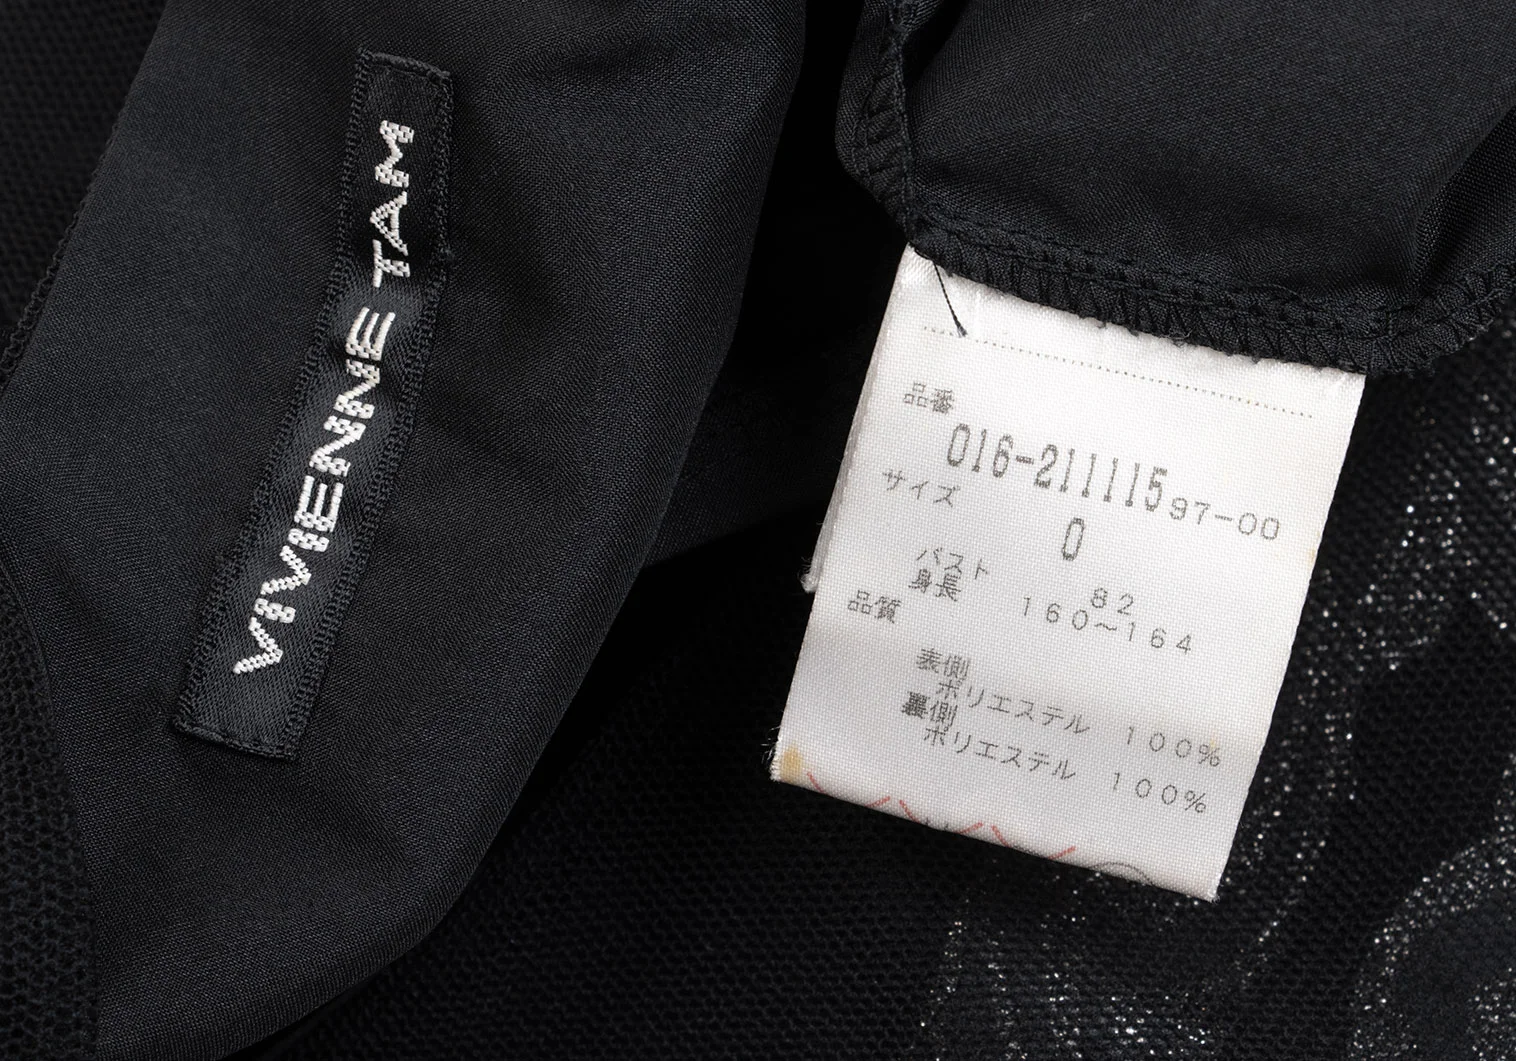 VIVIENNE TAM
品番
016-211115 97-00
サイズ
0
バスト 82
身長 160〜164
品質
表側
ポリエステル 100%
裏側
ポリエステル 100%